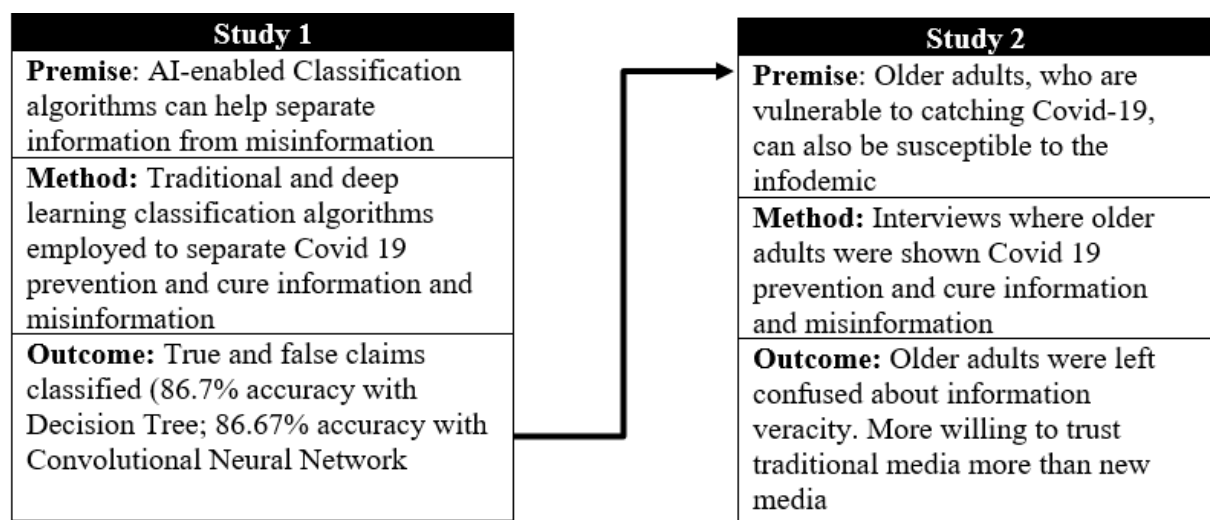 Study 1
Premise: AI-enabled Classification
algorithms can help separate
information from misinformation
Method: Traditional and deep
learning classification algorithms
employed to separate Covid 19
prevention and cure information and
misinformation
Outcome: True and false claims
classified (86.7% accuracy with
Decision Tree; 86.67% accuracy with
Convolutional Neural Network
Study 2
Premise: Older adults, who are
vulnerable to catching Covid-19,
can also be susceptible to the
infodemic
Method: Interviews where older
adults were shown Covid 19
prevention and cure information
and misinformation
Outcome: Older adults were left
confused about information
veracity. More willing to trust
traditional media more than new
media